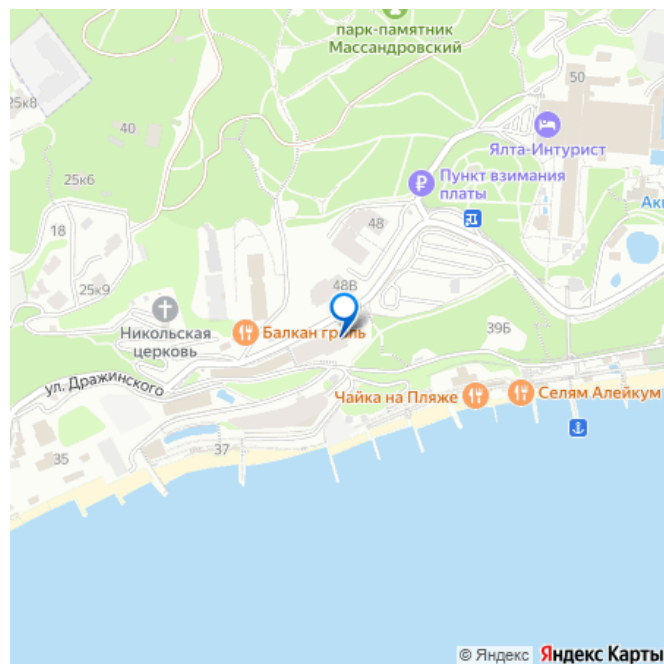 парк-памятник
Массандровский
25к8
50
40
Ялта-Интурист
25к6
Пункт взимания
платы
18
48
25к9
48В
Никольская
церковь
Балкан гриль
39Б
ул. Дражинского
Чайка на Пляже
Селям Алейкум
35
37
© Яндекс Яндекс Карты